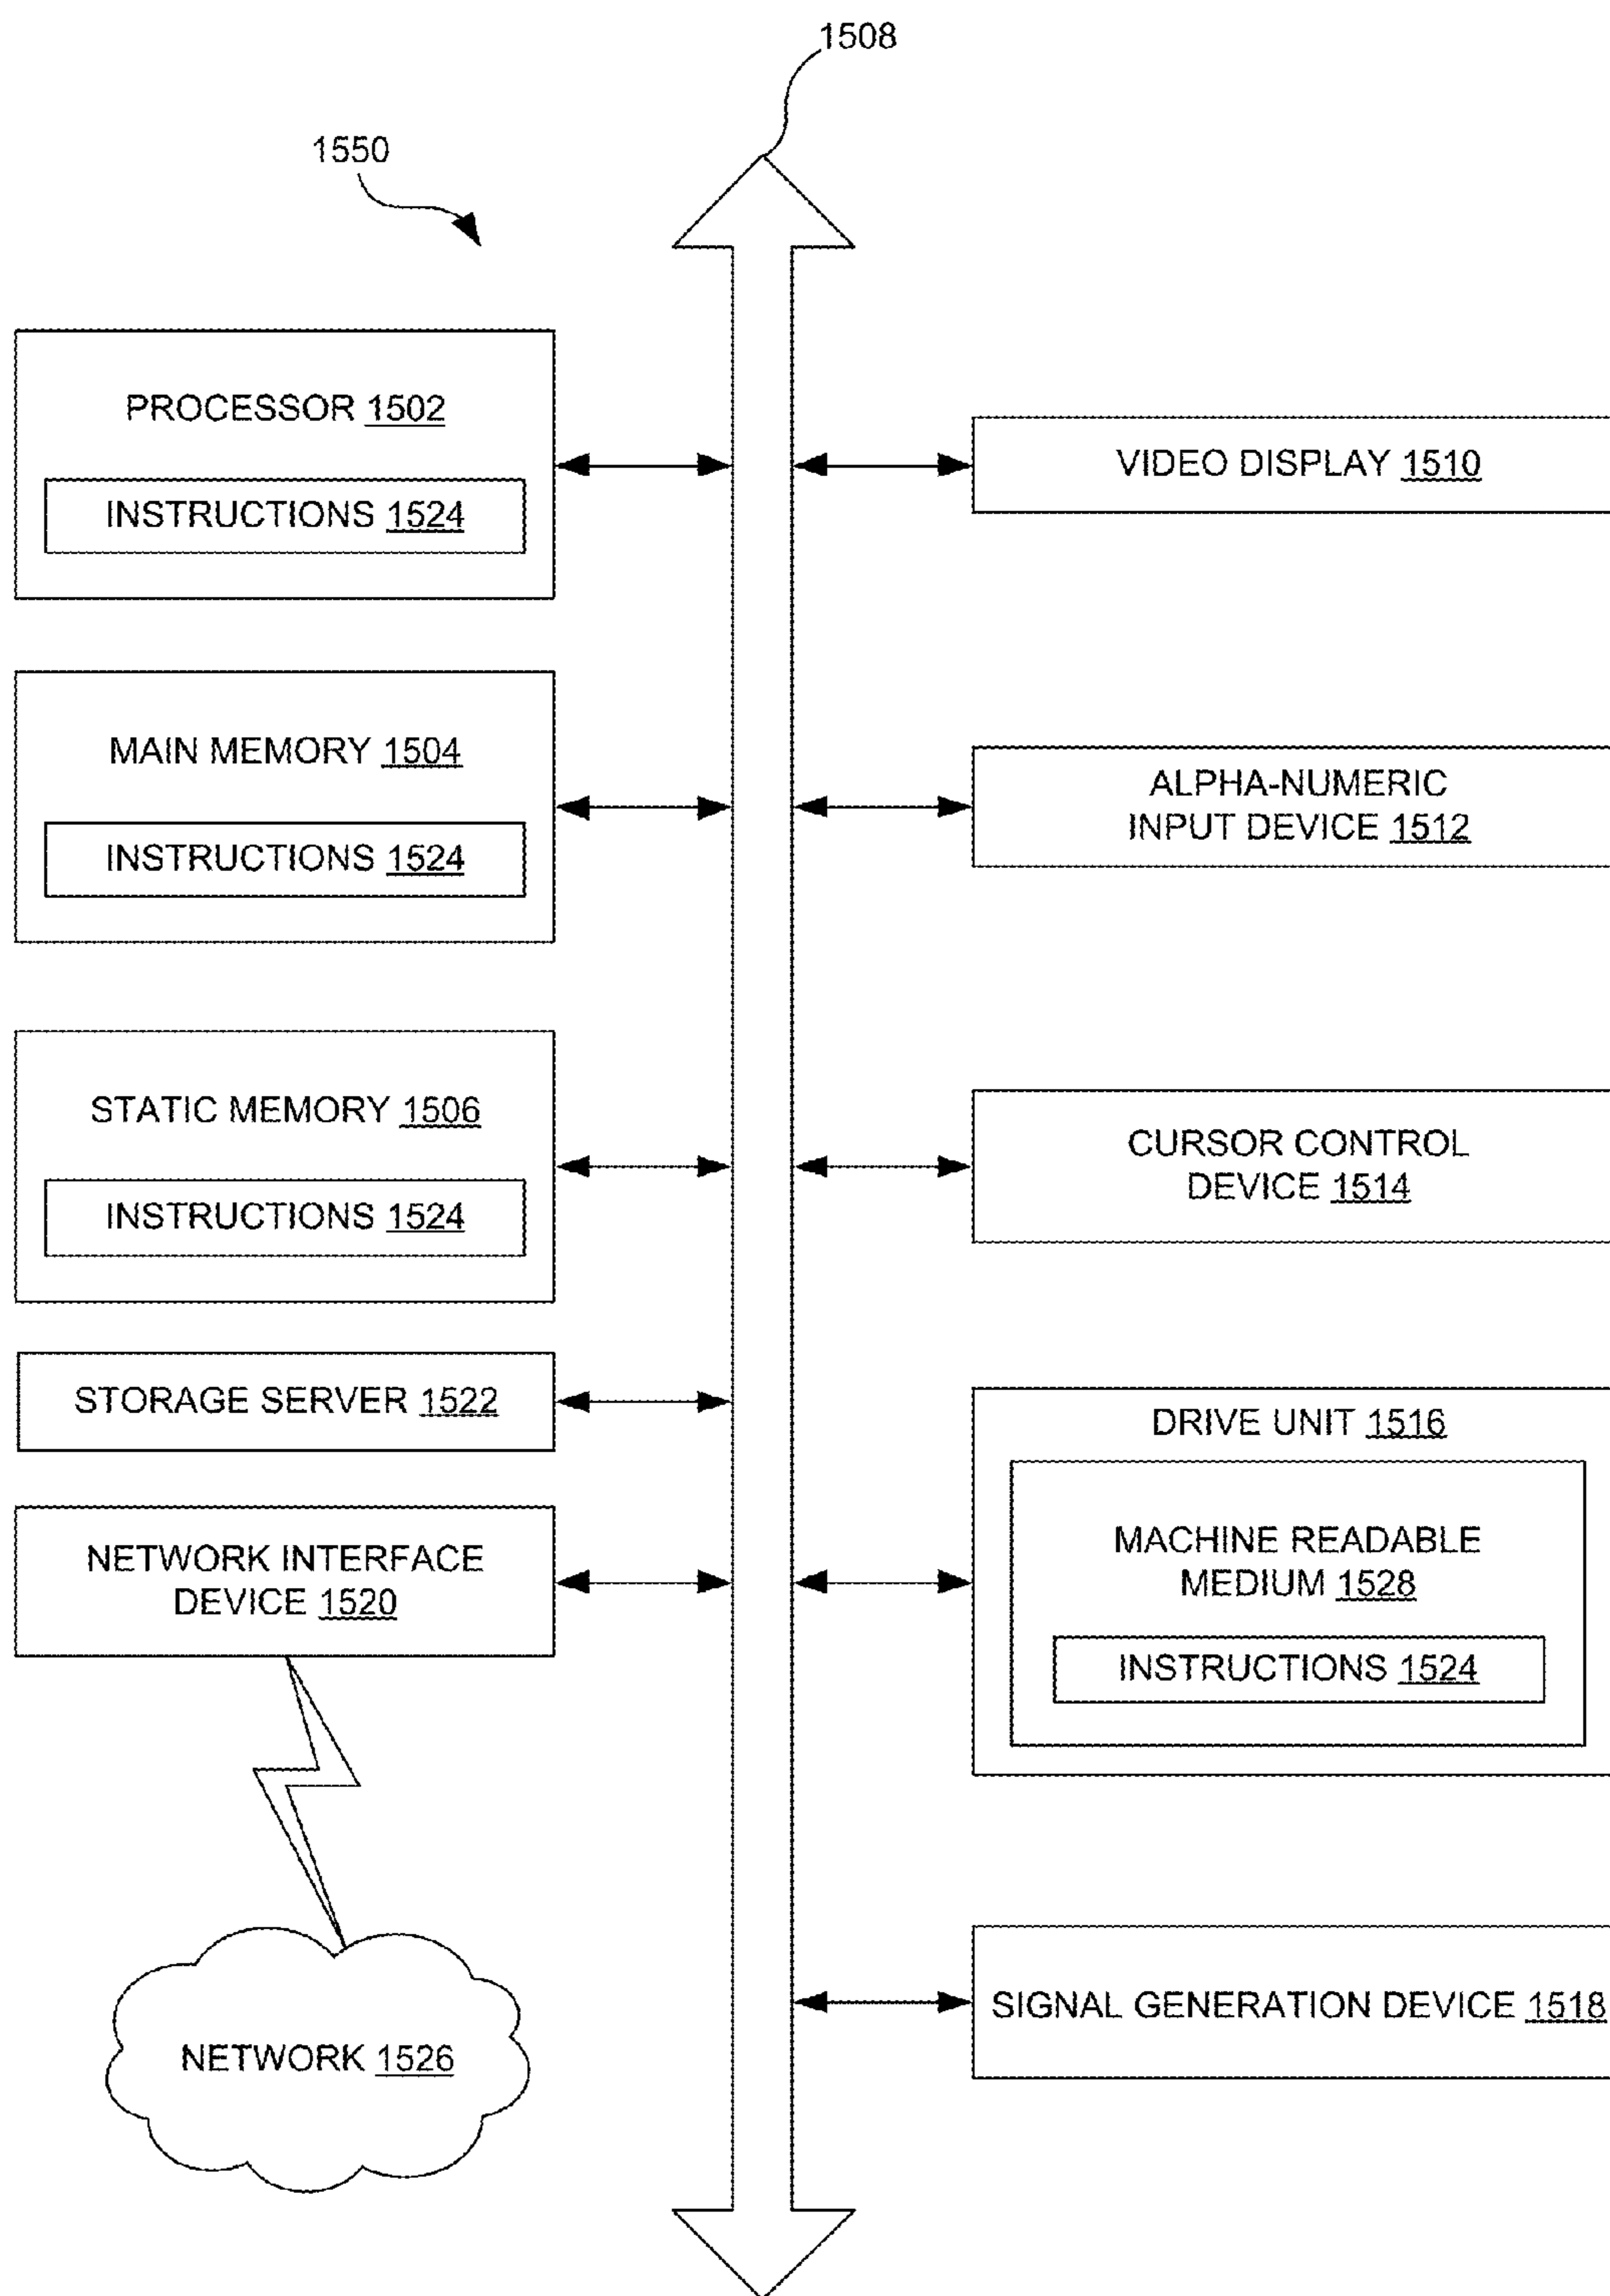 1508
1550
PROCESSOR 1502
INSTRUCTIONS 1524
VIDEO DISPLAY 1510
MAIN MEMORY 1504
INSTRUCTIONS 1524
ALPHA-NUMERIC
INPUT DEVICE 1512
STATIC MEMORY 1506
INSTRUCTIONS 1524
CURSOR CONTROL
DEVICE 1514
STORAGE SERVER 1522
DRIVE UNIT 1516
MACHINE READABLE
MEDIUM 1528
INSTRUCTIONS 1524
NETWORK INTERFACE
DEVICE 1520
NETWORK 1526
SIGNAL GENERATION DEVICE 1518